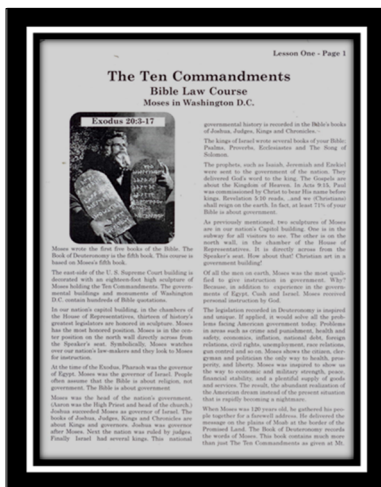 Lesson One - Page 1
The Ten Commandments
Bible Law Course
Moses in Washington D.C.
Exodus 20:3-17
Moses wrote the first five books of the Bible. The
Book of Deuteronomy is the fifth book. This course is
based on Moses's fifth book.
The east-side of the U. S. Supreme Court building is
decorated with an eighteen-foot high sculpture of
Moses holding the Ten Commandments. The govern-
mental buildings and monuments of Washington
D.C. contain hundreds of Bible quotations.
In our nation's capitol building, in the chambers of
the House of Representatives, thirteen of history's
greatest legislators are honored in sculpture. Moses
has the most honored position. Moses is in the cen-
ter position on the north wall directly across from
the Speaker's seat. Symbolically, Moses watches
over our nation's law-makers and they look to Moses
for instruction.
At the time of the Exodus, Pharaoh was the governor
of Egypt. Moses was the governor of Israel. People
often assume that the Bible is about religion, not
government. The Bible is about government.
Moses was the head of the nation's government.
(Aaron was the High Priest and head of the church.)
Joshua succeeded Moses as governor of Israel. The
books of Joshua, Judges, Kings and Chronicles are
about Kings and governors. Joshua was governor
after Moses. Next the nation was ruled by judges.
Finally Israel had several kings. This national
governmental history is recorded in the Bible's books
of Joshua, Judges, Kings and Chronicles.
The kings of Israel wrote several books of your Bible:
Psalms, Proverbs, Ecclesiastes and The Song of
Solomon.
The prophets, such as Isaiah, Jeremiah and Ezekiel
were sent to the government of the nation. They
delivered God's word to the king. The Gospels are
about the Kingdom of Heaven. In Acts 9:15, Paul
was commissioned by Christ to bear His name before
kings. Revelation 5:10 reads: ...and we (Christians)
shall reign on the earth. In fact, at least 71% of your
Bible is about government.
As previously mentioned, two sculptures of Moses
are in our nation's Capitol building. One is in the
subway for all visitors to see. The other is on the
north wall, in the chamber of the House of
Representatives. It is directly across from the
Speaker's seat. How about that! Christian art in a
government building!
Of all the men on earth, Moses was the most quali-
fied to give instruction in government. Why?
Because, in addition to experience in the govern-
ments of Egypt, Cush and Israel, Moses received
personal instruction by God.
The legislation recorded in Deuteronomy is inspired
and unique. If applied, it would solve all the prob-
lems facing American government today. Problems
in areas such as crime and punishment, health and
safety, economics, inflation, national debt, foreign
relations, civil rights, unemployment, race relations,
gun control and so on. Moses shows the citizen, cler-
gyman and politician the only way to health, pros-
perity, and liberty. Moses was inspired to show us
the way to economic and military strength, peace,
financial stability, and a plentiful supply of goods
and services. The result, the abundant realization of
the American dream instead of the present situation
that is rapidly becoming a nightmare.
When Moses was 120 years old, he gathered his peo-
ple together for a farewell address. He delivered the
message on the plains of Moab at the border of the
Promised Land. The Book of Deuteronomy records
the words of Moses. This book contains much more
than just The Ten Commandments as given at Mt.